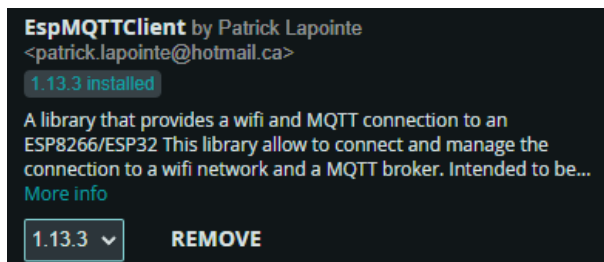 EspMQTTClient by Patrick Lapointe
<patrick.lapointe@hotmail.ca>
1.13.3 installed
A library that provides a wifi and MQTT connection to an
ESP8266/ESP32 This library allow to connect and manage the
connection to a wifi network and a MQTT broker. Intended to be...
More info
1.13.3 REMOVE